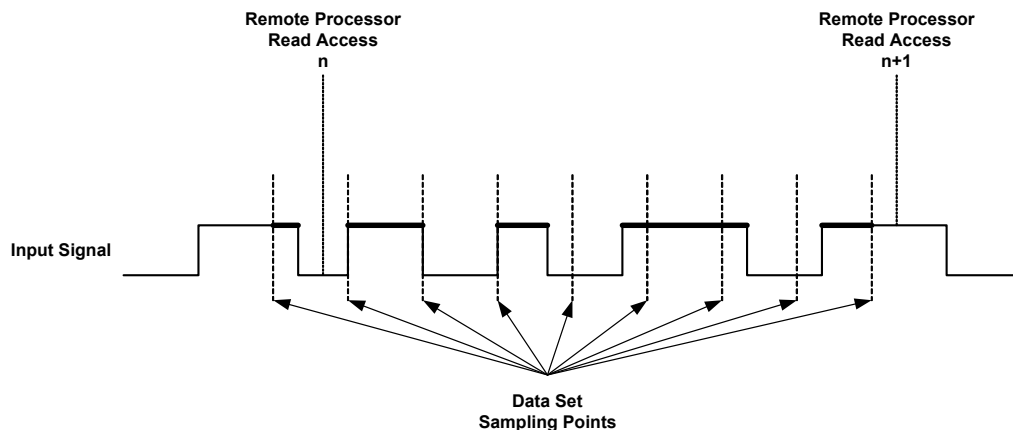 Remote Processor
Read Access
n
Remote Processor
Read Access
n+1
Input Signal
Data Set
Sampling Points